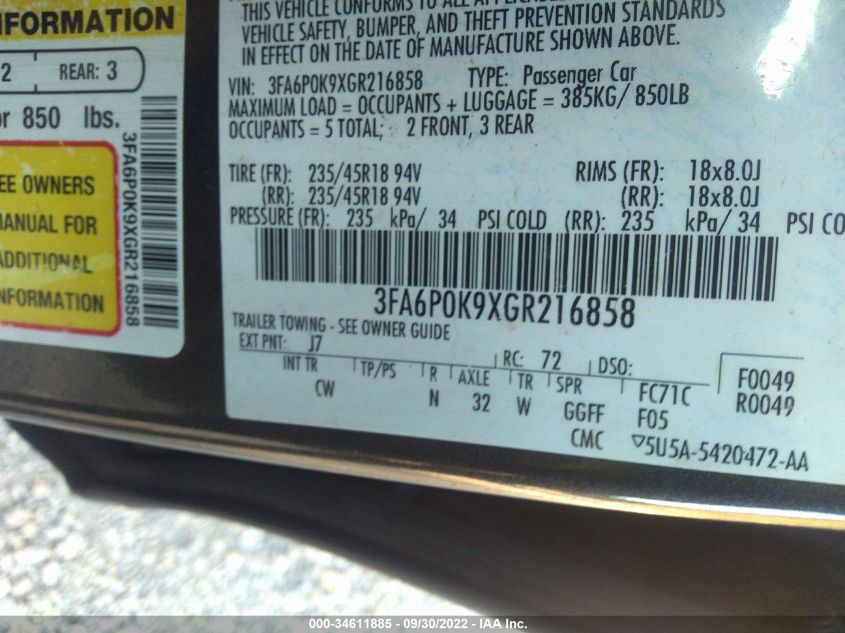 NFORMATION
2 REAR: 3
or 850 lbs.
EE OWNERS
MANUAL FOR
ADDITIONAL
NFORMATION
3FA6P0K9XGR216858
THIS VEHICLE CONFORMS TO ALL APPLICABLE
VEHICLE SAFETY, BUMPER, AND THEFT PREVENTION STANDARDS
IN EFFECT ON THE DATE OF MANUFACTURE SHOWN ABOVE.
VIN: 3FA6P0K9XGR216858 TYPE: Passenger Car
MAXIMUM LOAD = OCCUPANTS + LUGGAGE = 385KG/ 850LB
OCCUPANTS = 5 TOTAL; 2 FRONT, 3 REAR
TIRE (FR): 235/45R18 94V RIMS (FR): 18x8.0J
(RR): 235/45R18 94V (RR): 18x8.0J
PRESSURE (FR): 235 kPa/ 34 PSI COLD (RR): 235 kPa/ 34 PSI CO
3FA6P0K9XGR216858
TRAILER TOWING - SEE OWNER GUIDE
EXT PNT: J7 RC: 72 DSO:
INT TR TP/PS R AXLE TR SPR FC71C F0049
CW N 32 W GGFF F05 R0049
CMC ▽5U5A-5420472-AA
000-34611885 - 09/30/2022 - IAA Inc.